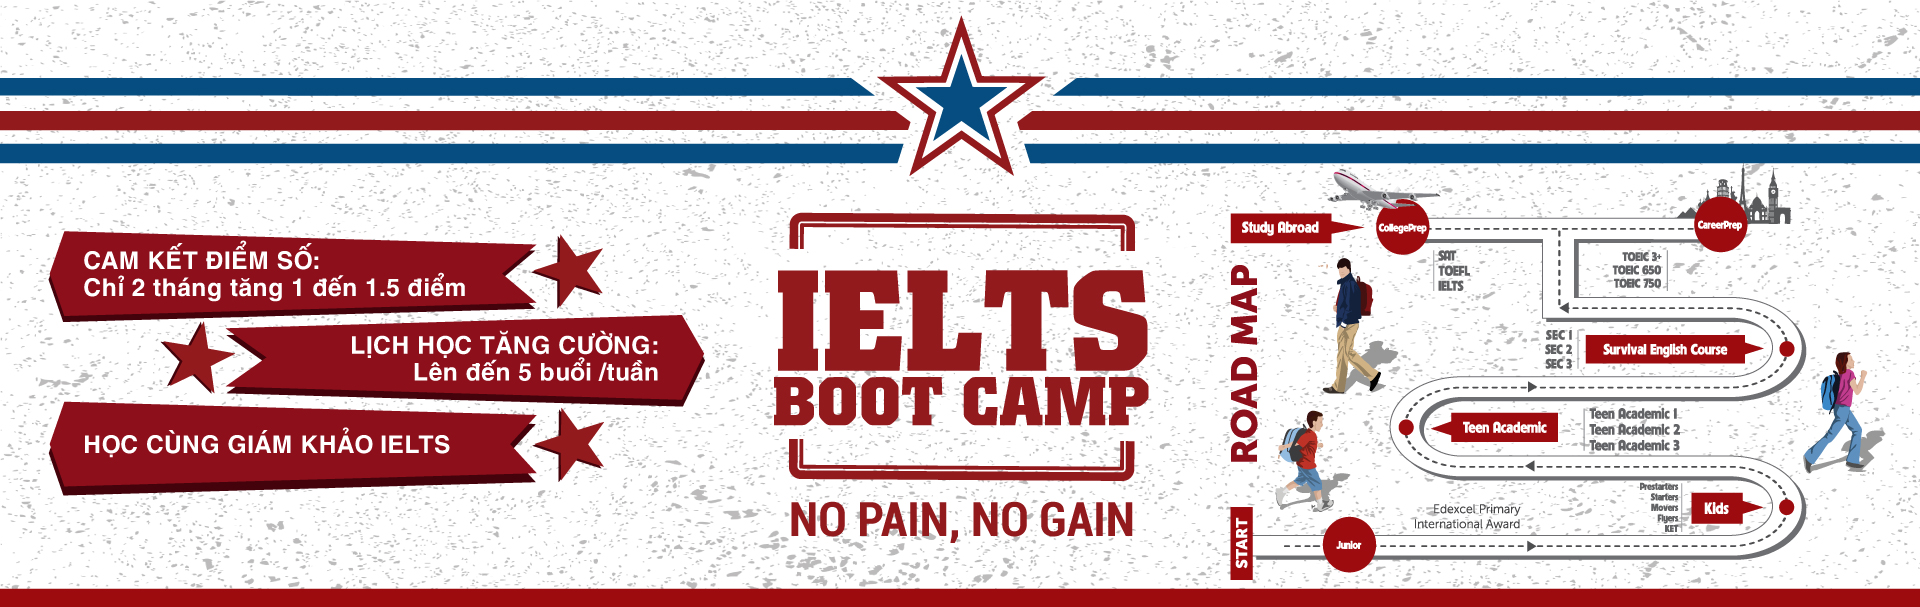 CAM KẾT ĐIỂM SỐ:
Chỉ 2 tháng tăng 1 đến 1.5 điểm
LỊCH HỌC TĂNG CƯỜNG:
Lên đến 5 buổi /tuần
HỌC CÙNG GIÁM KHẢO IELTS
IELTS
BOOT CAMP
NO PAIN, NO GAIN
ROAD MAP
Study Abroad
CollegePrep
CareerPrep
SAT
TOEFL
IELTS
TOEIC 3+
TOEIC 650
TOEIC 750
SEC 1
SEC 2
SEC 3
Survival English Course
Teen Academic
Teen Academic 1
Teen Academic 2
Teen Academic 3
Prestarters
Starters
Movers
Flyers
KET
Kids
Edexcel Primary
International Award
START
Junior